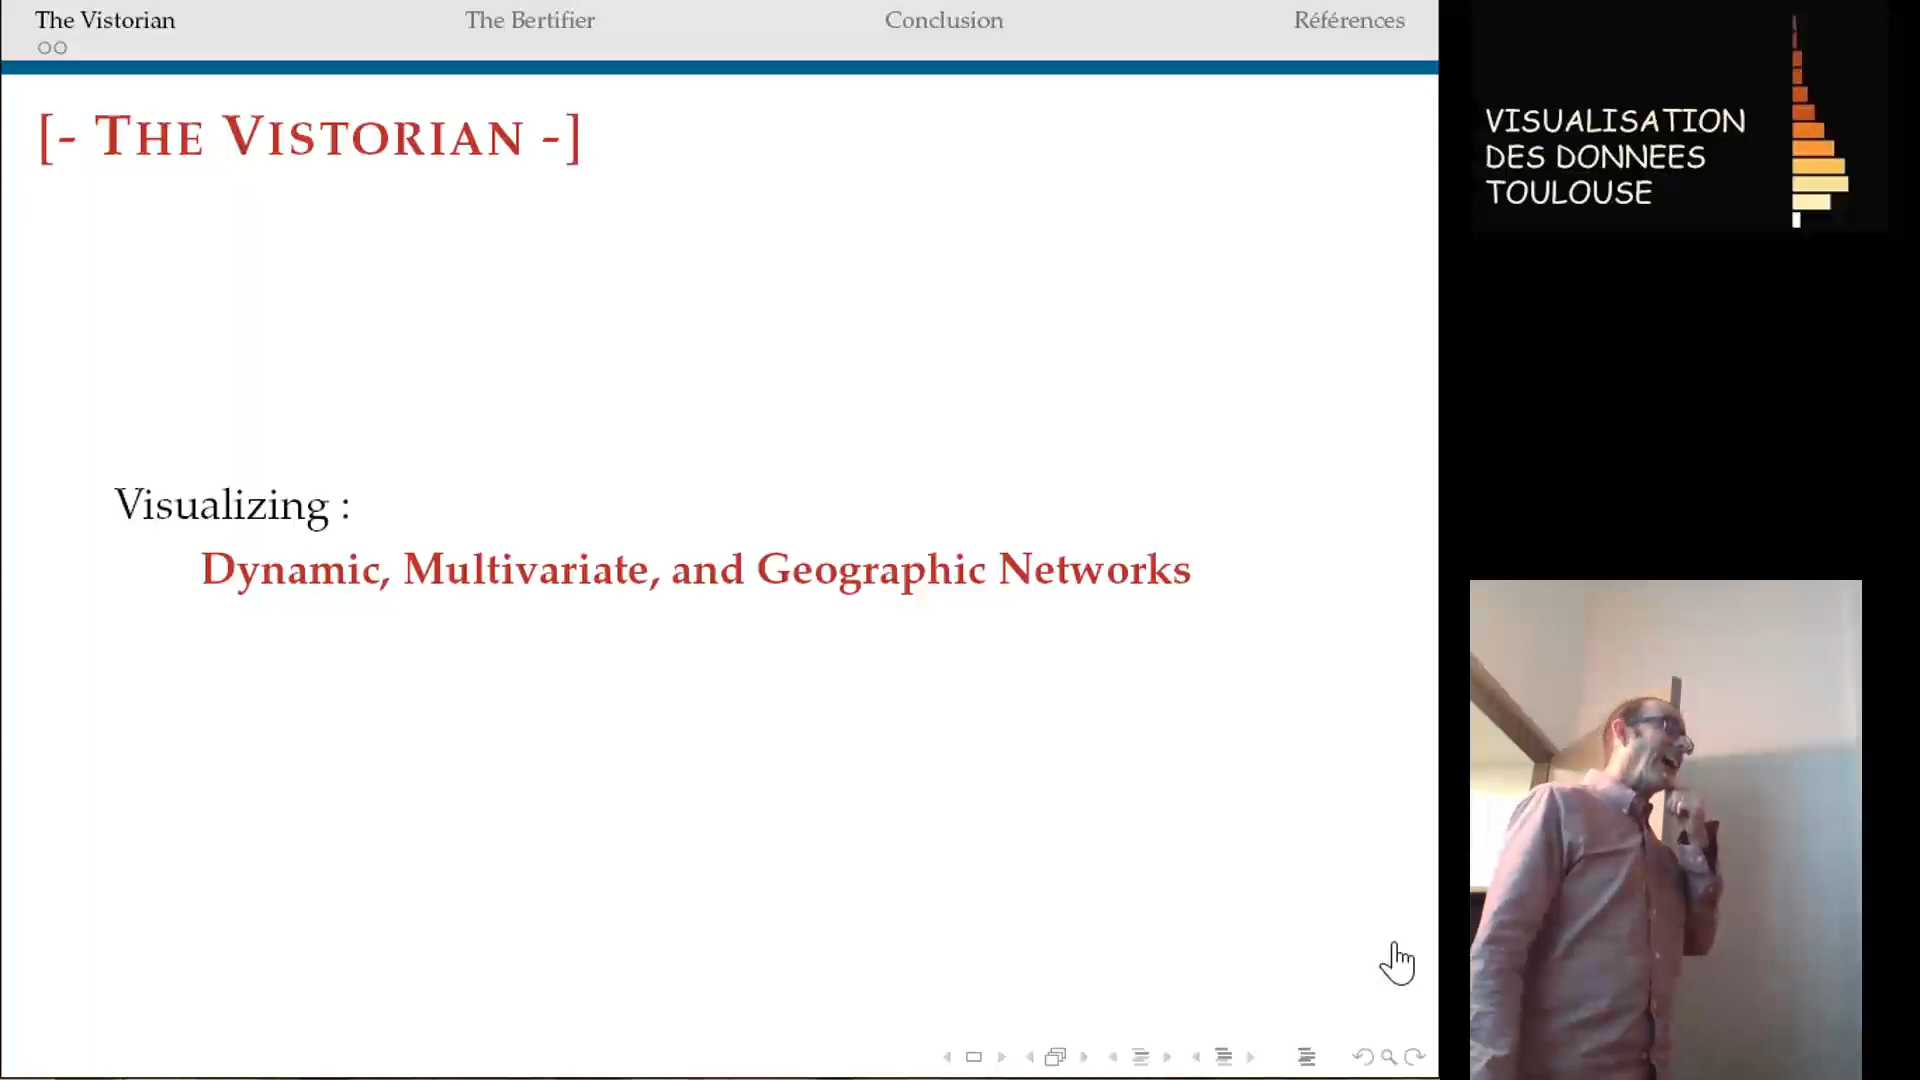 The Vistorian
The Bertifier
Conclusion
Références
[- THE VISTORIAN -]
Visualizing :
Dynamic, Multivariate, and Geographic Networks
VISUALISATION
DES DONNEES
TOULOUSE